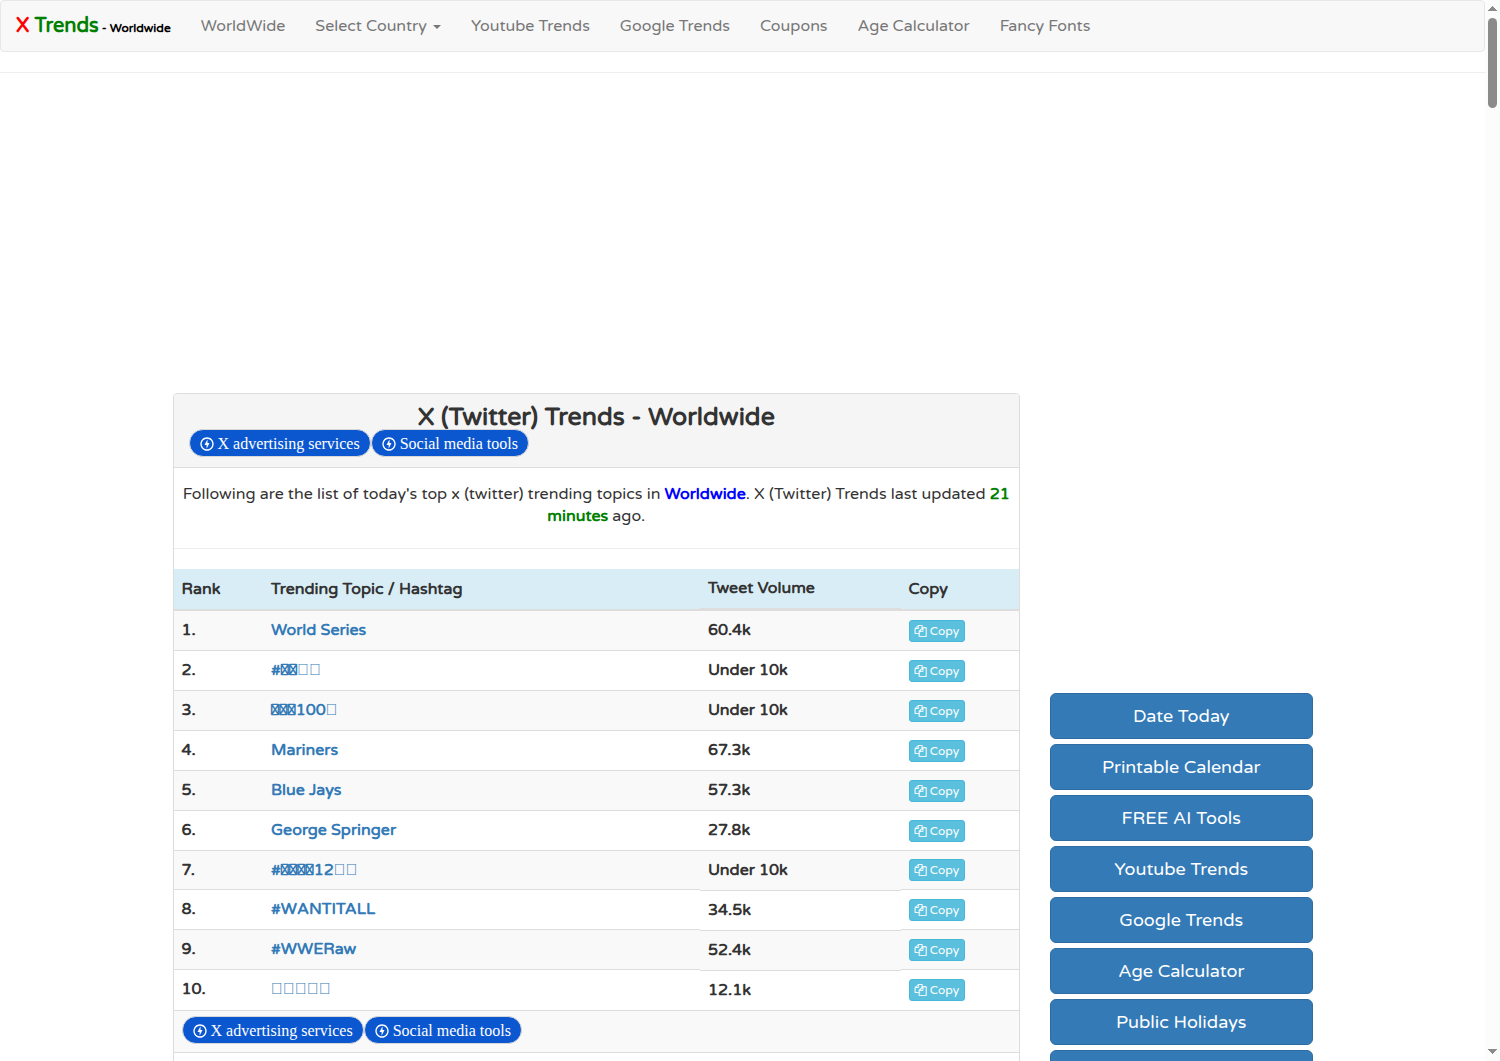 X Trends - Worldwide
WorldWide
Select Country
Youtube Trends
Google Trends
Coupons
Age Calculator
Fancy Fonts
X (Twitter) Trends - Worldwide
X advertising services
Social media tools
Following are the list of today's top x (twitter) trending topics in Worldwide. X (Twitter) Trends last updated 21
minutes ago.
Rank Trending Topic / Hashtag Tweet Volume Copy
1. World Series 60.4k Copy
2. # Under 10k Copy
3. 100 Under 10k Copy
4. Mariners 67.3k Copy
5. Blue Jays 57.3k Copy
6. George Springer 27.8k Copy
7. # 12 Under 10k Copy
8. #WANTITALL 34.5k Copy
9. #WWERaw 52.4k Copy
10. 12.1k Copy
X advertising services
Social media tools
Date Today
Printable Calendar
FREE AI Tools
Youtube Trends
Google Trends
Age Calculator
Public Holidays